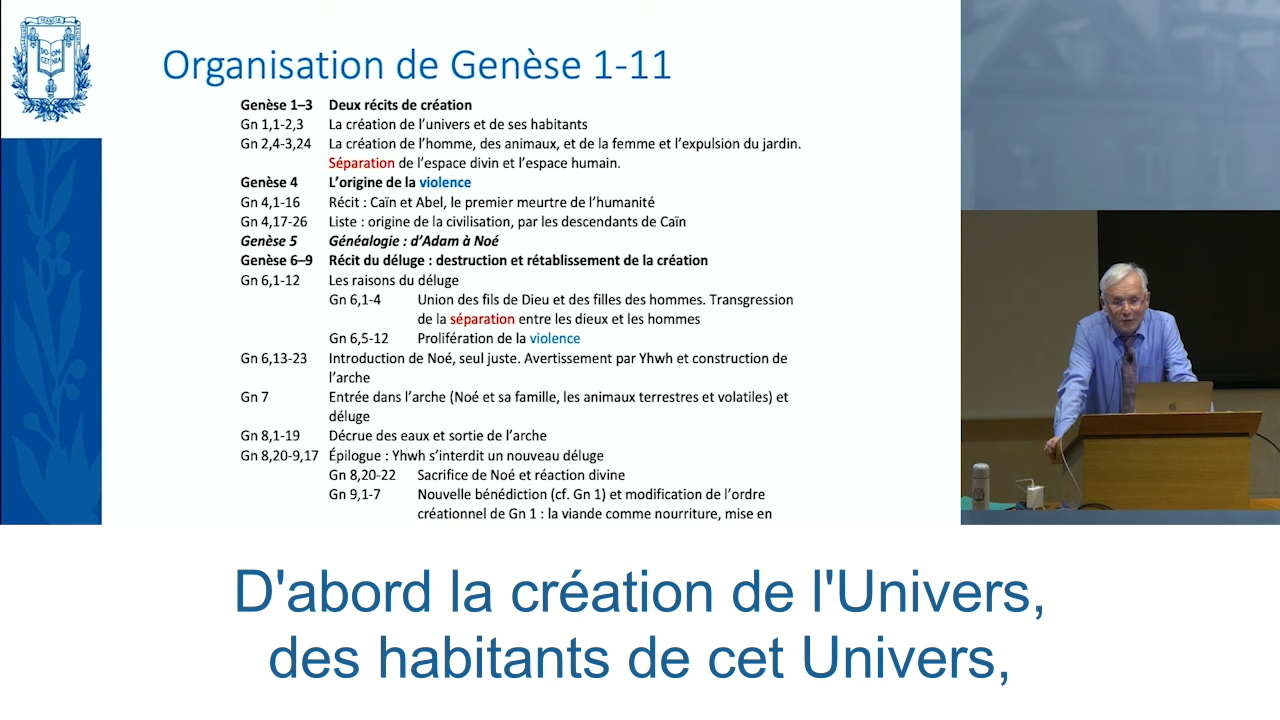 FRANCIÆ
DO OM-
CET NIA
Organisation de Genèse 1-11
Genèse 1–3 Deux récits de création
Gn 1,1-2,3 La création de l’univers et de ses habitants
Gn 2,4-3,24 La création de l’homme, des animaux, et de la femme et l’expulsion du jardin.
Séparation de l’espace divin et l’espace humain.
Genèse 4 L’origine de la violence
Gn 4,1-16 Récit : Caïn et Abel, le premier meurtre de l’humanité
Gn 4,17-26 Liste : origine de la civilisation, par les descendants de Caïn
Genèse 5 Généalogie : d’Adam à Noé
Genèse 6–9 Récit du déluge : destruction et rétablissement de la création
Gn 6,1-12 Les raisons du déluge
Gn 6,1-4 Union des fils de Dieu et des filles des hommes. Transgression
de la séparation entre les dieux et les hommes
Gn 6,5-12 Prolifération de la violence
Gn 6,13-23 Introduction de Noé, seul juste. Avertissement par Yhwh et construction de
l’arche
Gn 7 Entrée dans l’arche (Noé et sa famille, les animaux terrestres et volatiles) et
déluge
Gn 8,1-19 Décrue des eaux et sortie de l’arche
Gn 8,20-9,17 Épilogue : Yhwh s’interdit un nouveau déluge
Gn 8,20-22 Sacrifice de Noé et réaction divine
Gn 9,1-7 Nouvelle bénédiction (cf. Gn 1) et modification de l’ordre
créationnel de Gn 1 : la viande comme nourriture, mise en
D'abord la création de l'Univers,
des habitants de cet Univers,